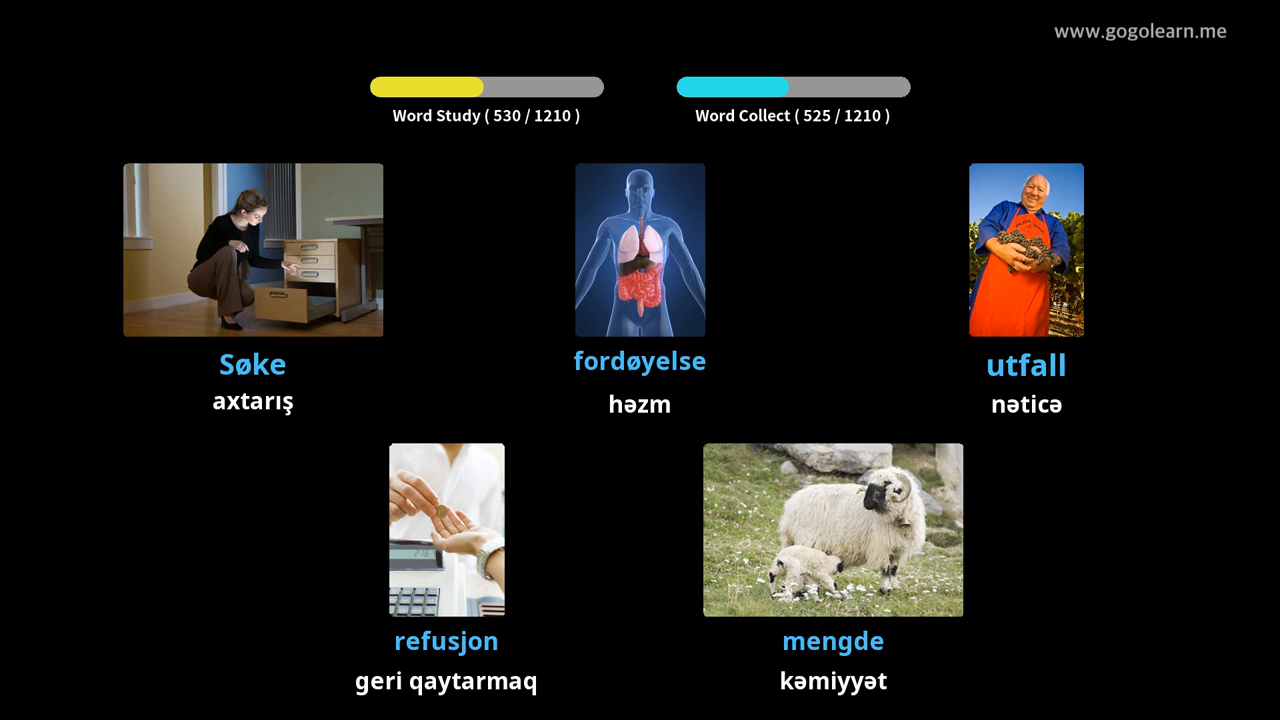 www.gogolearn.me
Word Study ( 530 / 1210 )
Word Collect ( 525 / 1210 )
Søke
axtarış
fordøyelse
həzm
utfall
nəticə
refusjon
geri qaytarmaq
mengde
kəmiyyət